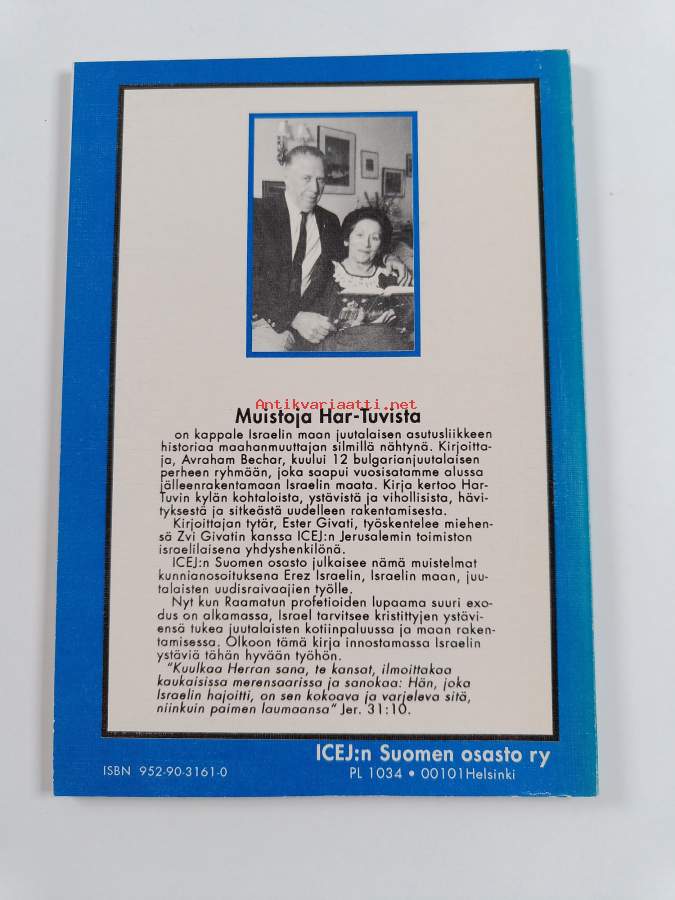 Antikvariaatti.net
Muistoja Har-Tuvista
on kappale Israelin maan juutalaisen asutusliikkeen
historiaa maahanmuuttajan silmillä nähtynä. Kirjoitta-
ja, Avraham Bechar, kuului 12 bulgarianjuutalaisen
perheen ryhmään, joka saapui vuosisatamme alussa
jälleenrakentamaan Israelin maata. Kirja kertoo Har-
Tuvin kylän kohtaloista, ystävistä ja vihollisista, hävi-
tyksestä ja sitkeästä uudelleen rakentamisesta.
Kirjoittajan tytär, Ester Givati, työskentelee miehen-
sä Zvi Givatin kanssa ICEJ:n Jerusalemin toimiston
israelilaisena yhdyshenkilönä.
ICEJ:n Suomen osasto julkaisee nämä muistelmat
kunnianosoituksena Erez Israelin, Israelin maan, juu-
talaisten uudisraivaajien työlle.
Nyt kun Raamatun profetioiden lupaama suuri exo-
dus on alkamassa, Israel tarvitsee kristittyjen ystävi-
ensä tukea juutalaisten kotiinpaluussa ja maan raken-
tamisessa. Olkoon tämä kirja innostamassa Israelin
ystäviä tähän hyvään työhön.
"Kuulkaa Herran sana, te kansat, ilmoittakaa
kaukaisissa merensaarissa ja sanokaa: Hän, joka
Israelin hajoitti, on sen kokoava ja varjeleva sitä,
niinkuin paimen laumaansa" Jer. 31:10.
ICEJ:n Suomen osasto ry
ISBN 952-90-3161-0 PL 1034 • 00101Helsinki